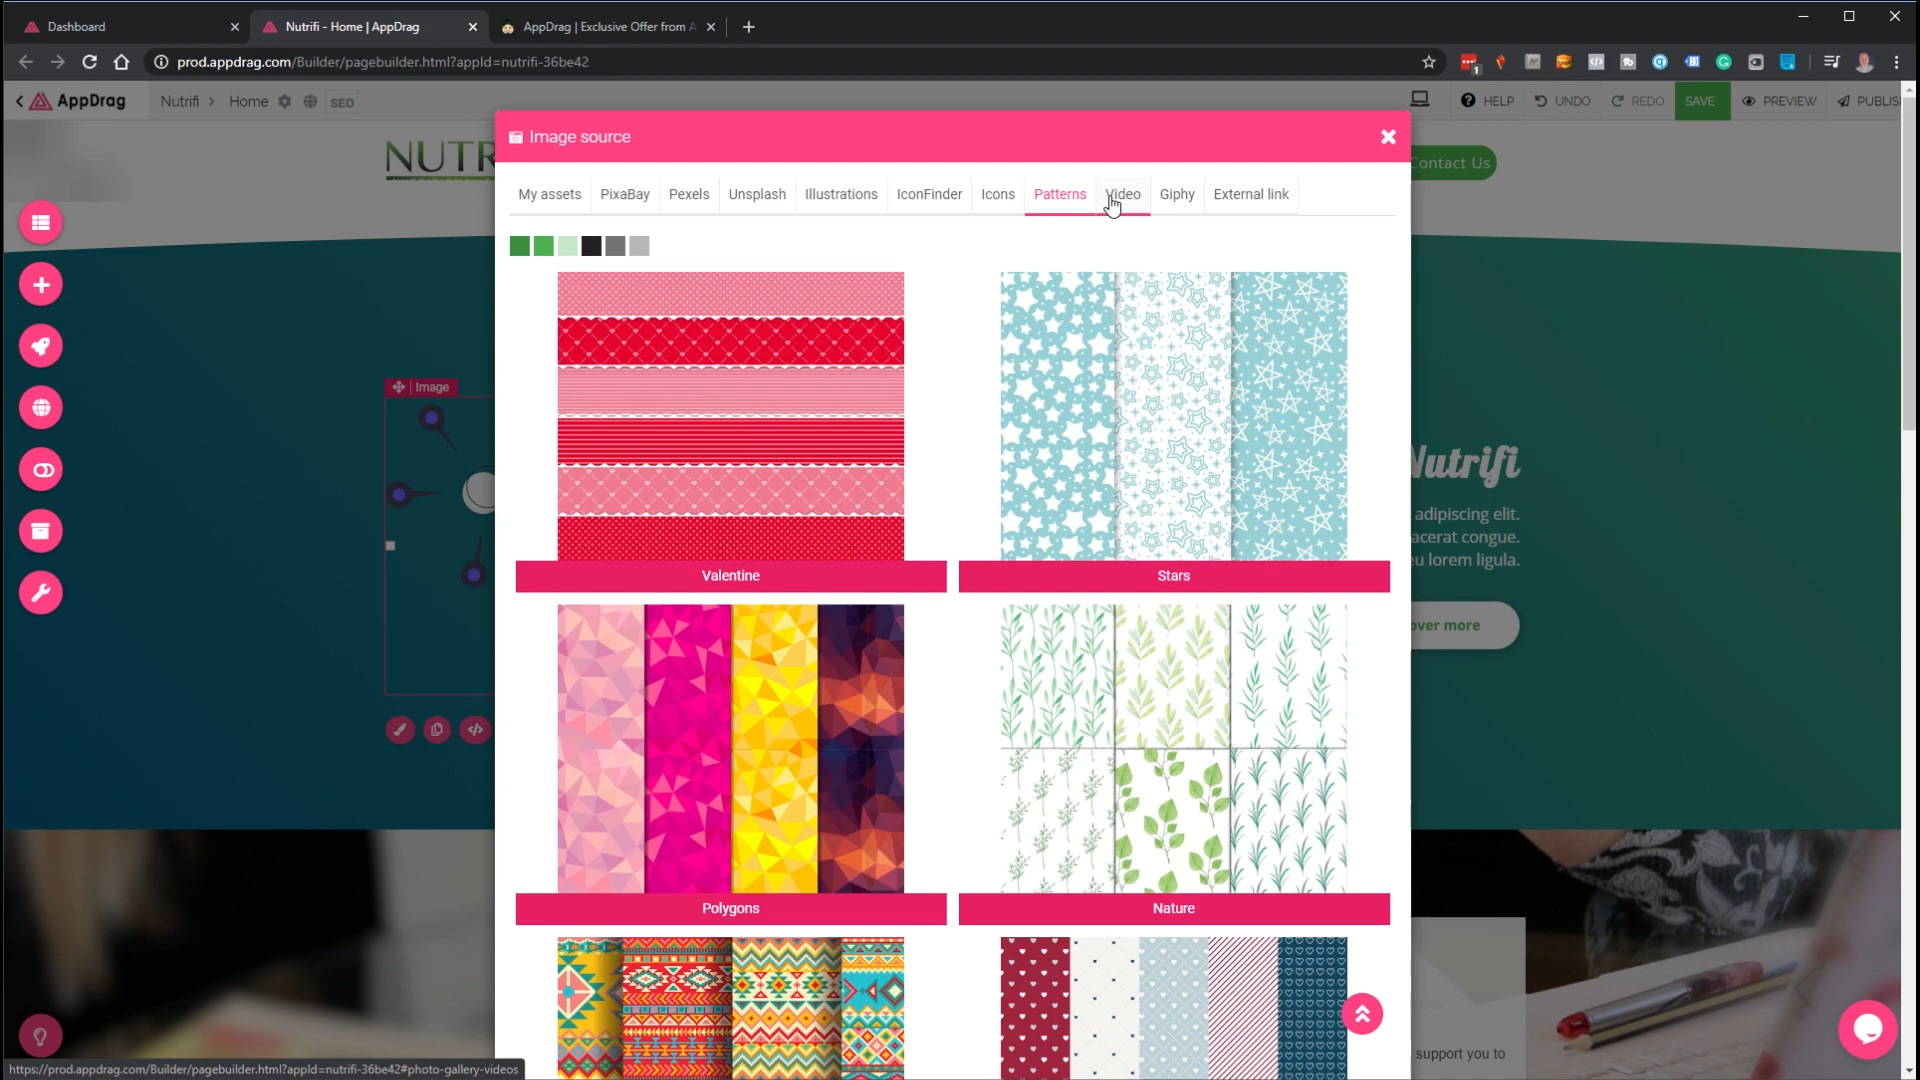 Dashboard
Nutrifi - Home | AppDrag
AppDrag | Exclusive Offer from A
prod.appdrag.com/Builder/pagebuilder.html?appId=nutrifi-36be42
1
AppDrag
Nutrifi > Home
SEO
HELP
UNDO
REDO
SAVE
PREVIEW
PUBLIS
NUTR
Contact Us
Image source
My assets
PixaBay
Pexels
Unsplash
Illustrations
IconFinder
Icons
Patterns
Video
Giphy
External link
Image
Valentine
Stars
Nutrifi
adipiscing elit.
acerat congue.
eu lorem ligula.
over more
Polygons
Nature
support you to
https://prod.appdrag.com/Builder/pagebuilder.html?appId=nutrifi-36be42#photo-gallery-videos